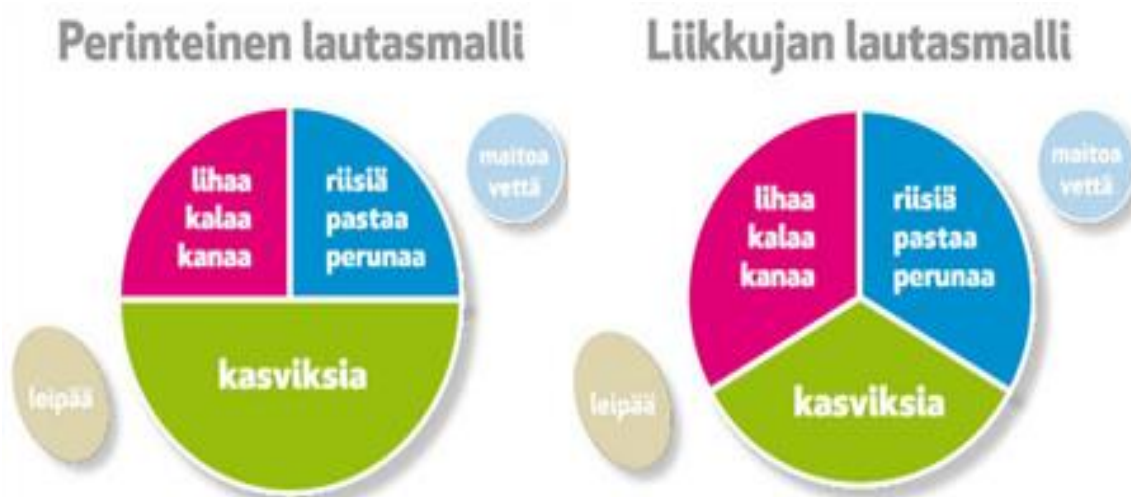 Perinteinen lautasmalli
lihaa
kalaa
kanaa
riisiä
pastaa
perunaa
maitoa
vettä
kasviksia
leipää
Liikkujan lautasmalli
lihaa
kalaa
kanaa
riisiä
pastaa
perunaa
maitoa
vettä
kasviksia
leipää